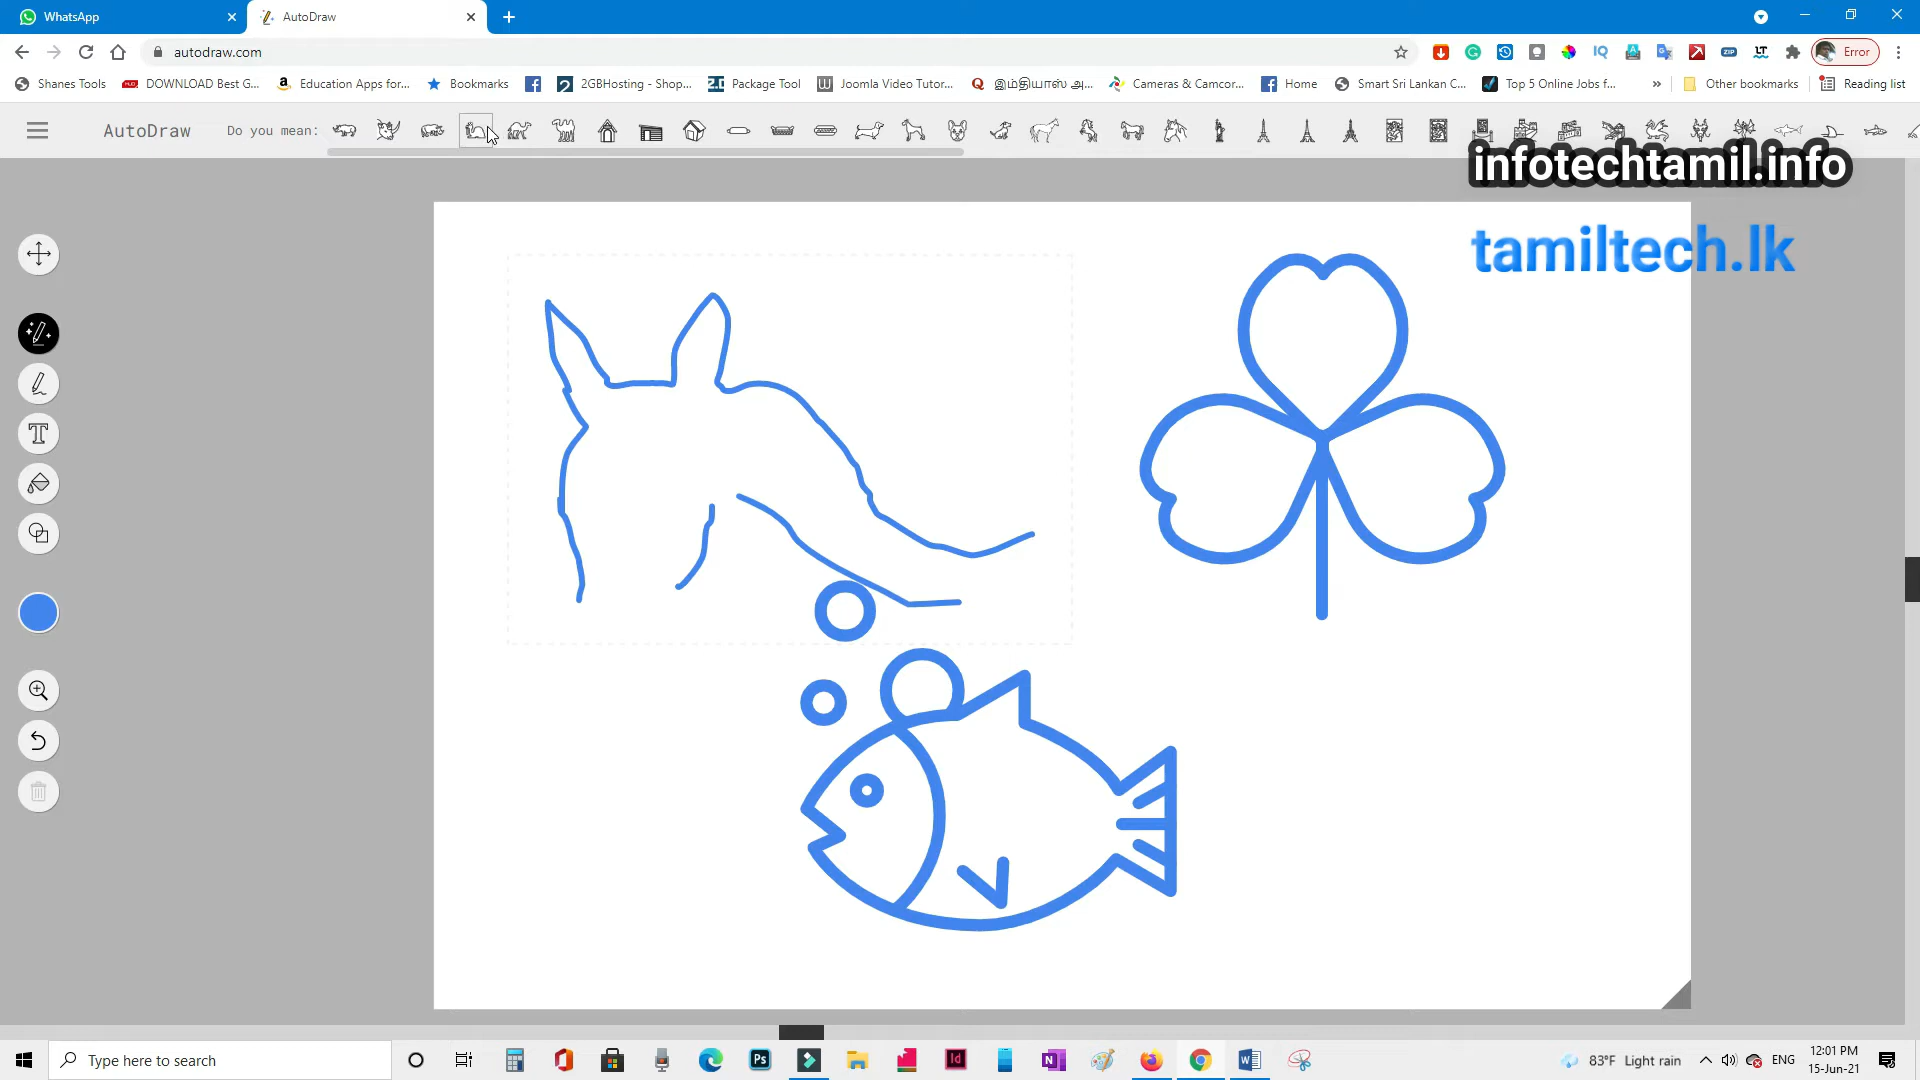 WhatsApp
AutoDraw
autodraw.com
Error
Shanes Tools
DOWNLOAD Best G...
Education Apps for...
Bookmarks
2GBHosting - Shop...
Package Tool
Joomla Video Tutor...
இம்தியாஸ் அ...
Cameras & Camcor...
Home
Smart Sri Lankan C...
Top 5 Online Jobs f...
Other bookmarks
Reading list
AutoDraw
Do you mean:
infotechtamil.info
tamiltech.lk
Type here to search
83°F Light rain
ENG
12:01 PM
15-Jun-21